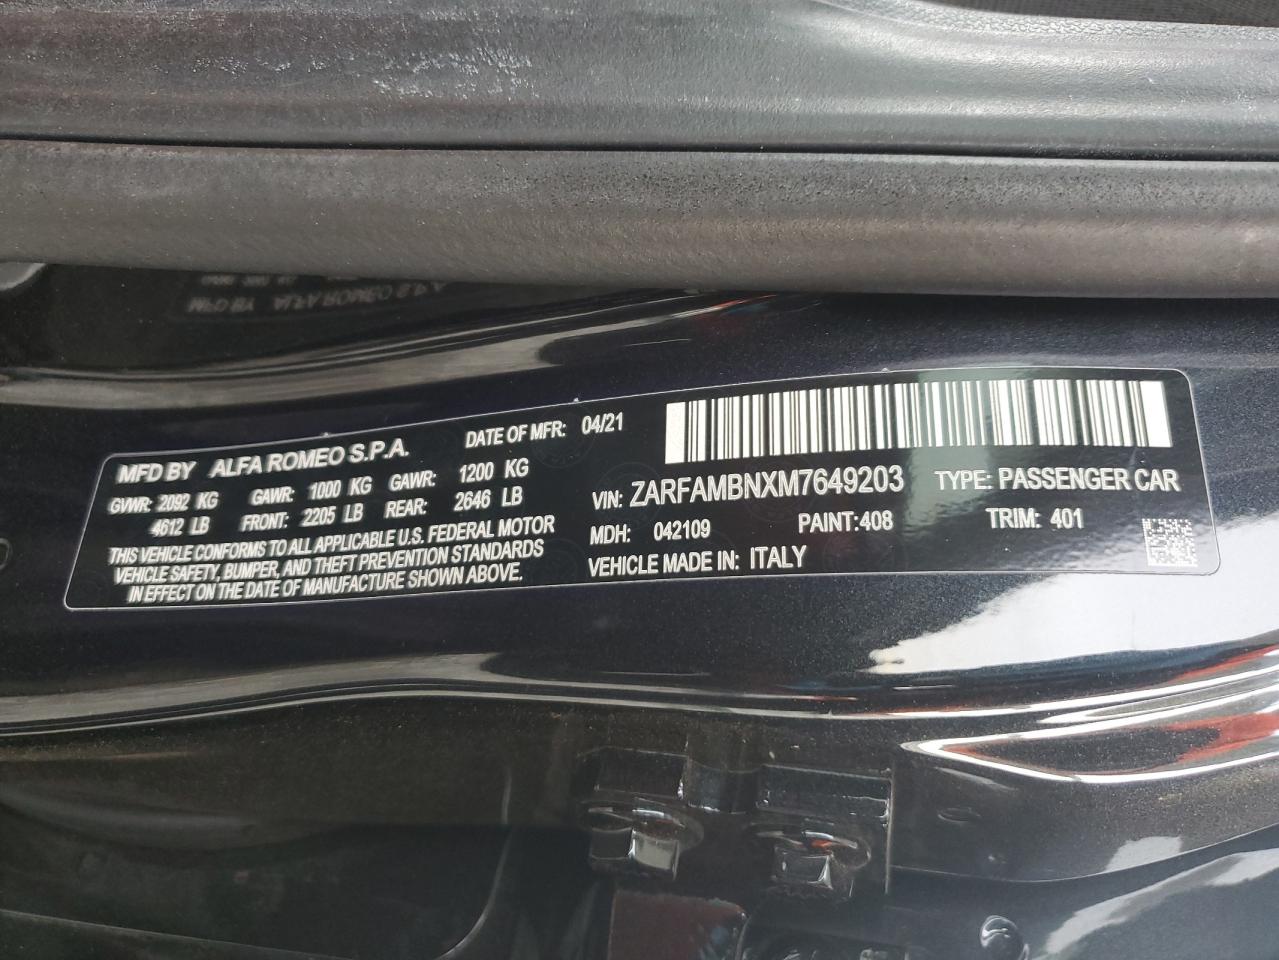 MFD BY ALFA ROMEO S.P.A. DATE OF MFR: 04/21
GVWR: 2092 KG GAWR: 1000 KG GAWR: 1200 KG
4612 LB FRONT: 2205 LB REAR: 2646 LB
THIS VEHICLE CONFORMS TO ALL APPLICABLE U.S. FEDERAL MOTOR
VEHICLE SAFETY, BUMPER, AND THEFT PREVENTION STANDARDS
IN EFFECT ON THE DATE OF MANUFACTURE SHOWN ABOVE.
VIN: ZARFAMBNXM7649203 TYPE: PASSENGER CAR
MDH: 042109 PAINT:408 TRIM: 401
VEHICLE MADE IN: ITALY